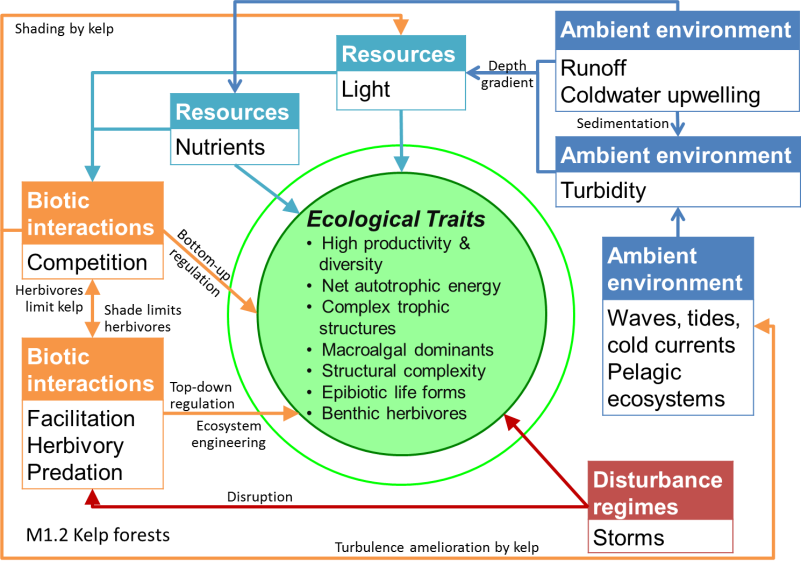 Shading by kelp
Resources
Light
Depth
gradient
Ambient environment
Runoff
Coldwater upwelling
Sedimentation
Resources
Nutrients
Ambient environment
Turbidity
Biotic
interactions
Competition
Bottom-up
regulation
Ecological Traits
• High productivity &
diversity
• Net autotrophic energy
• Complex trophic
structures
• Macroalgal dominants
• Structural complexity
• Epibiotic life forms
• Benthic herbivores
Ambient
environment
Waves, tides,
cold currents
Pelagic
ecosystems
Herbivores
limit kelp
Shade limits
herbivores
Biotic
interactions
Facilitation
Herbivory
Predation
Top-down
regulation
Ecosystem
engineering
Disruption
Disturbance
regimes
Storms
M1.2 Kelp forests
Turbulence amelioration by kelp